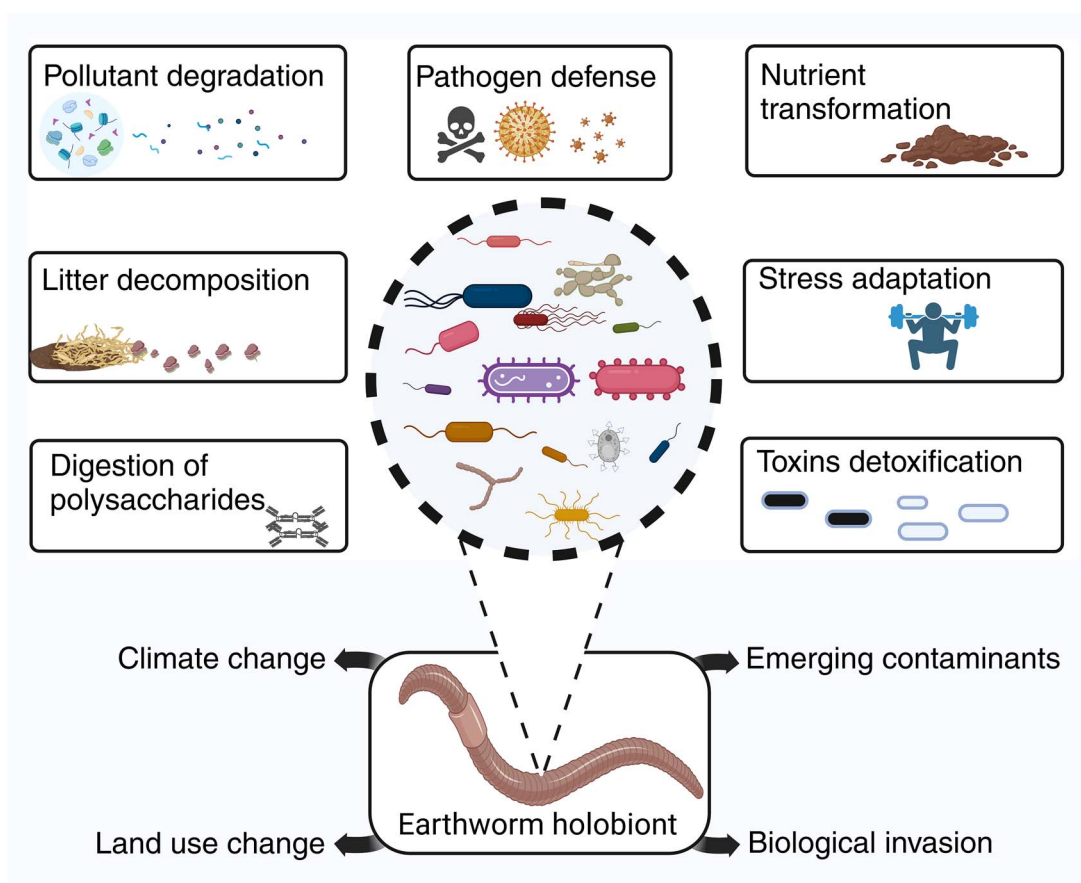 Pollutant degradation
Pathogen defense
Nutrient
transformation
Litter decomposition
Stress adaptation
Digestion of
polysaccharides
Toxins detoxification
Climate change
Emerging contaminants
Earthworm holobiont
Land use change
Biological invasion